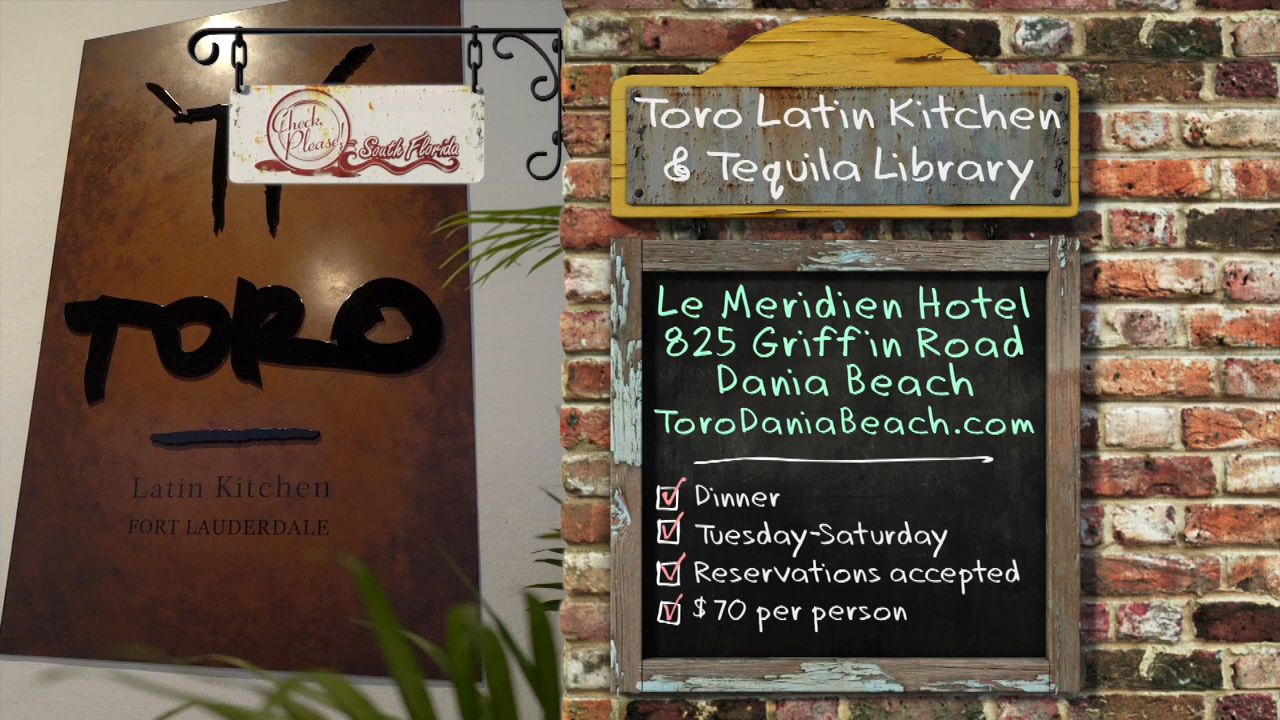 Check, Please!
South Florida
TORO
Latin Kitchen
FORT LAUDERDALE
Toro Latin Kitchen
& Tequila Library
Le Meridien Hotel
825 Griffin Road
Dania Beach
ToroDaniaBeach.com
Dinner
Tuesday-Saturday
Reservations accepted
$70 per person